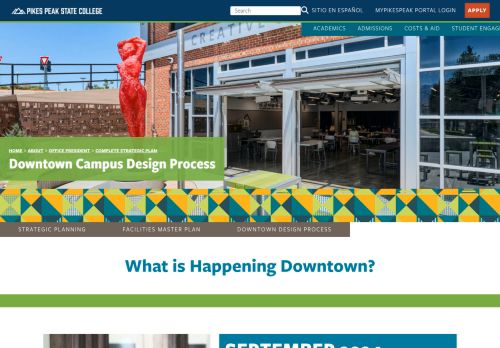 PIKES PEAK STATE COLLEGE
Search
SITIO EN ESPAÑOL
MYPIKESPEAK PORTAL LOGIN
APPLY
ACADEMICS
ADMISSIONS
COSTS & AID
STUDENT ENGAG
CREATIVE
HOME > ABOUT > OFFICE PRESIDENT > COMPLETE STRATEGIC PLAN
Downtown Campus Design Process
STRATEGIC PLANNING
FACILITIES MASTER PLAN
DOWNTOWN DESIGN PROCESS
What is Happening Downtown?
SEPTEMBER 2024